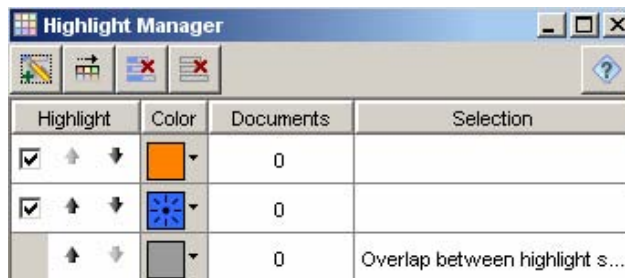 Highlight Manager
Highlight Color Documents Selection
0
0
0 Overlap between highlight s...